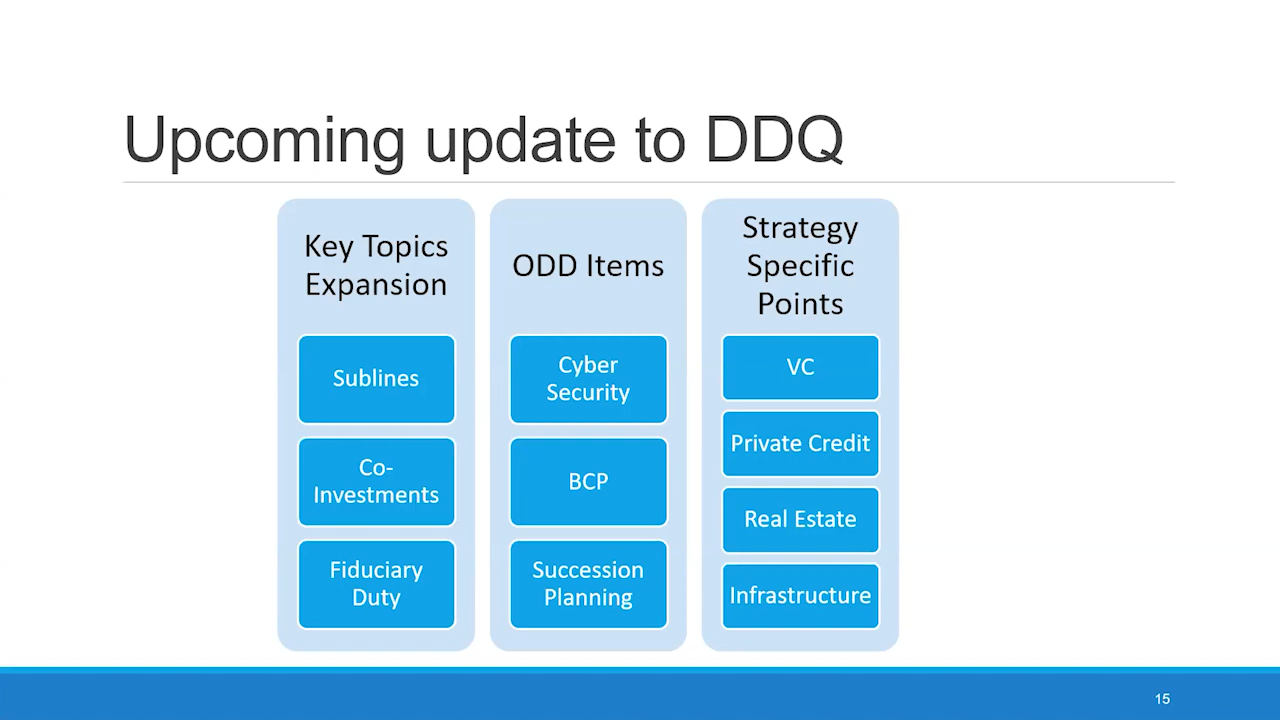 Upcoming update to DDQ
Key Topics
Expansion
Sublines
Co-
Investments
Fiduciary
Duty
ODD Items
Cyber
Security
BCP
Succession
Planning
Strategy
Specific
Points
VC
Private Credit
Real Estate
Infrastructure
15